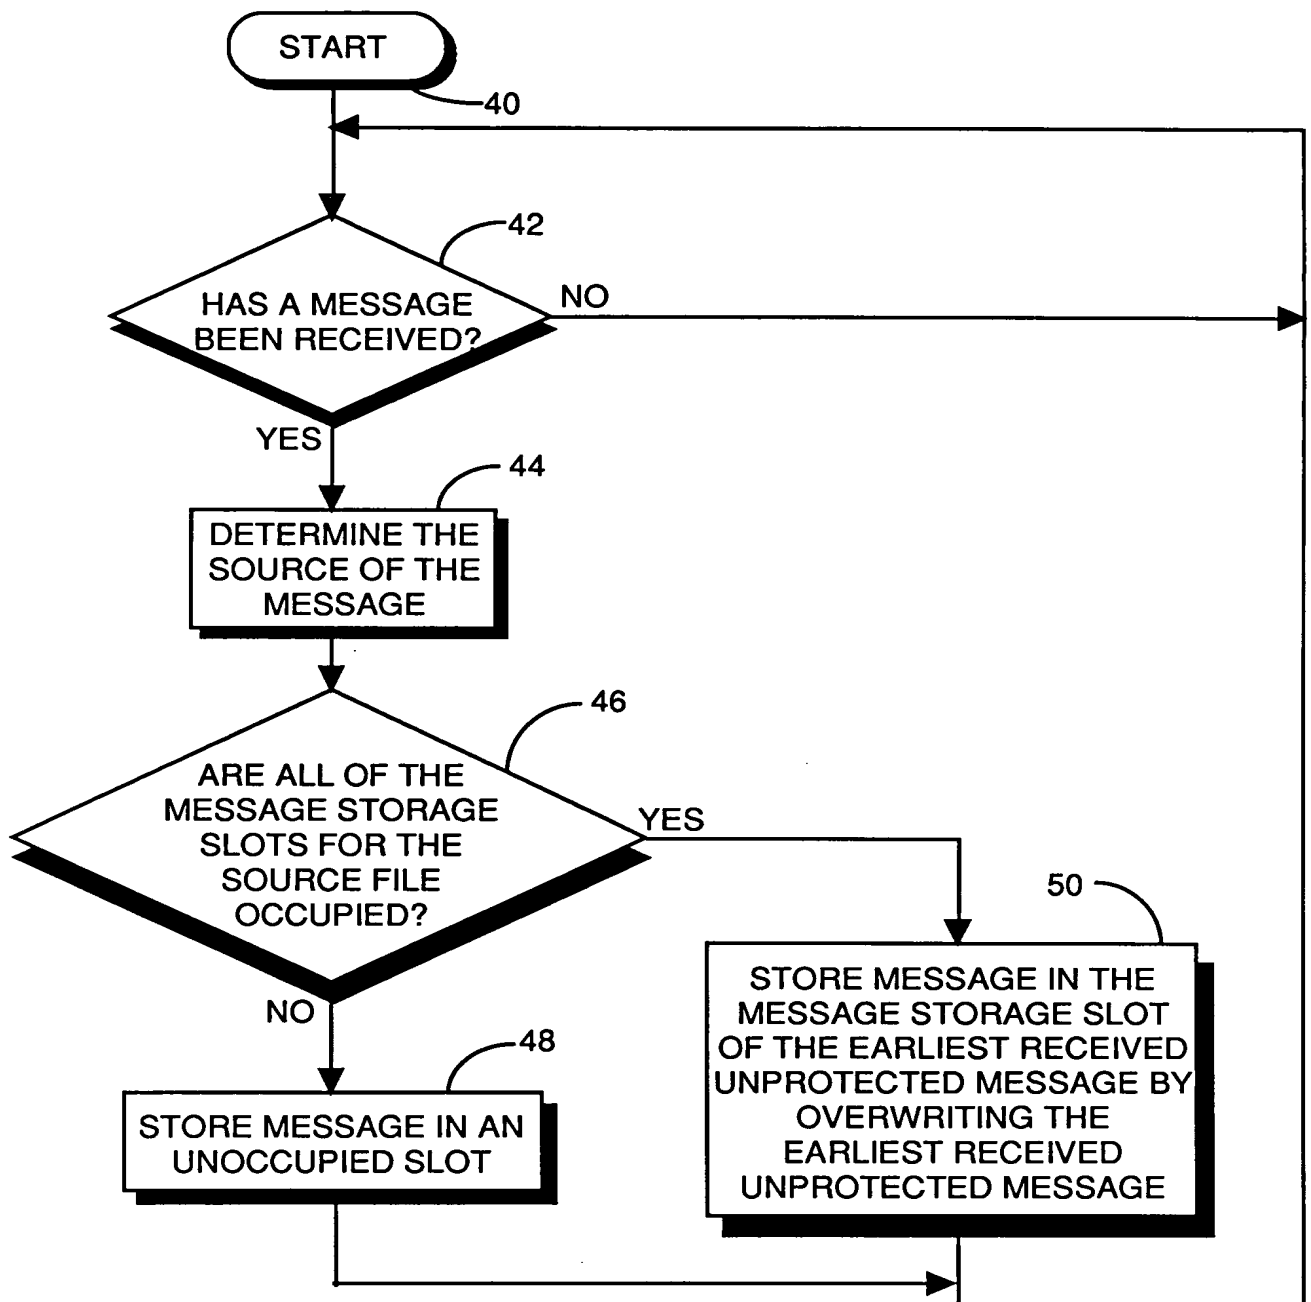 START
40
42
HAS A MESSAGE
BEEN RECEIVED?
NO
YES
44
DETERMINE THE
SOURCE OF THE
MESSAGE
46
ARE ALL OF THE
MESSAGE STORAGE
SLOTS FOR THE
SOURCE FILE
OCCUPIED?
YES
NO
50
STORE MESSAGE IN THE
MESSAGE STORAGE SLOT
OF THE EARLIEST RECEIVED
UNPROTECTED MESSAGE BY
OVERWRITING THE
EARLIEST RECEIVED
UNPROTECTED MESSAGE
48
STORE MESSAGE IN AN
UNOCCUPIED SLOT